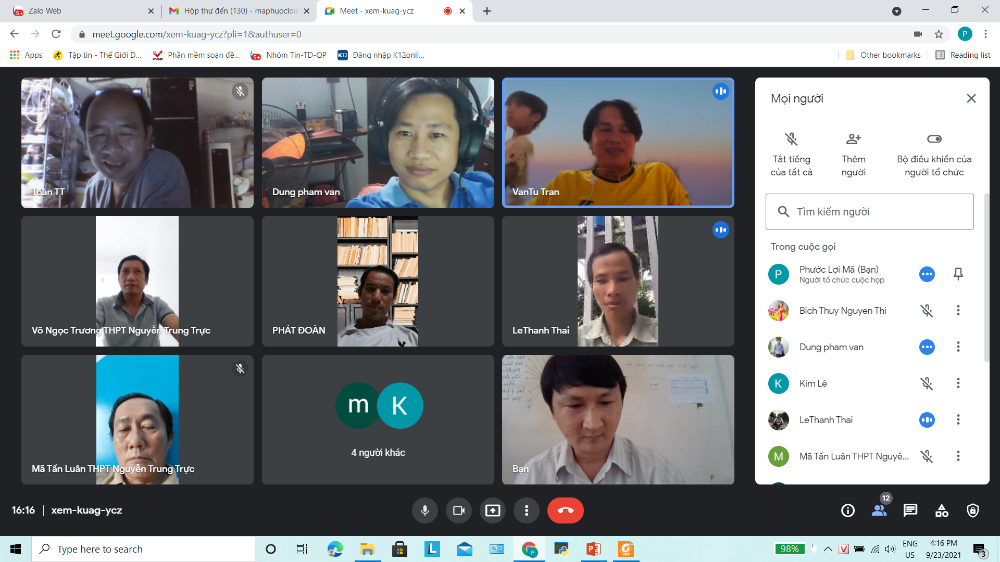 Zalo Web
Hộp thư đến (130) - maphuocloi
Meet - xem-kuag-ycz
meet.google.com/xem-kuag-ycz?pli=1&authuser=0
P
Apps
Tập tin - Thế Giới D...
Phần mềm soạn đề...
Nhóm Tin-TD-QP
K12
Đăng nhập K12onli...
Other bookmarks
Reading list
Toàn TT
Dung pham van
VanTu Tran
Võ Ngọc Trương THPT Nguyễn Trung Trực
PHÁT ĐOÀN
LeThanh Thai
Mã Tấn Luân THPT Nguyễn Trung Trực
m K
4 người khác
Bạn
Mọi người
Tắt tiếng
của tất cả
Thêm
người
Bộ điều khiển của
người tổ chức
Tìm kiếm người
Trong cuộc gọi
P
Phước Lợi Mã (Bạn)
Người tổ chức cuộc họp
Bich Thuy Nguyen Thi
Dung pham van
K
Kim Lê
LeThanh Thai
M
Mã Tấn Luân THPT Nguyễ...
16:16
xem-kuag-ycz
12
Type here to search
98%
ENG
US
4:16 PM
9/23/2021
3